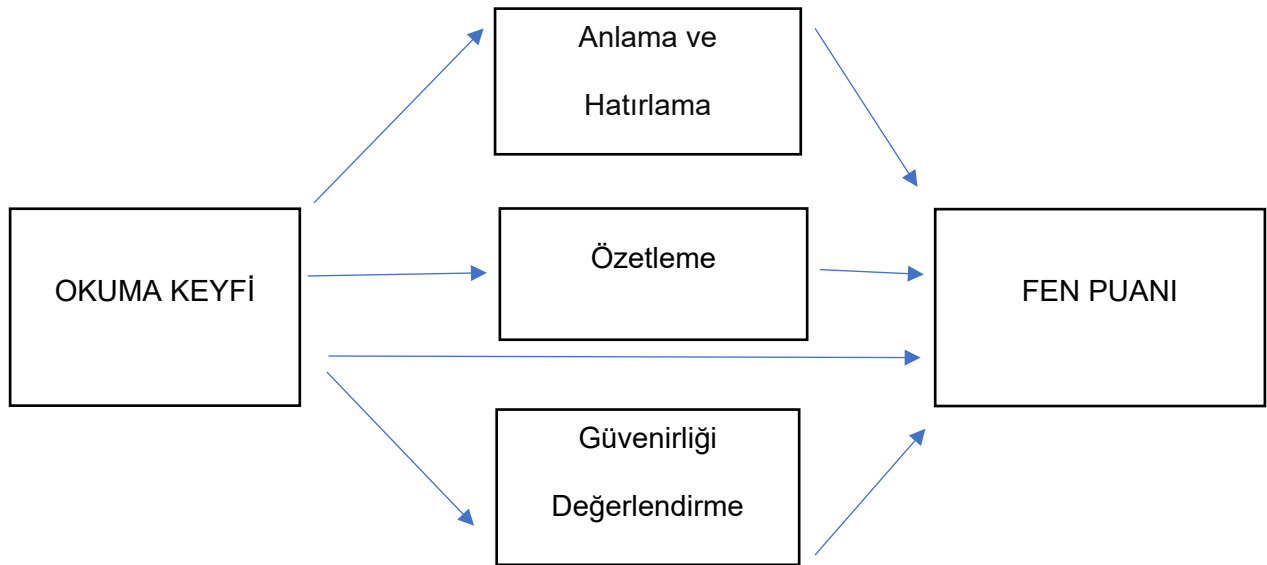 Anlama ve
Hatırlama
OKUMA KEYFİ
Özetleme
FEN PUANI
Güvenirliği
Değerlendirme